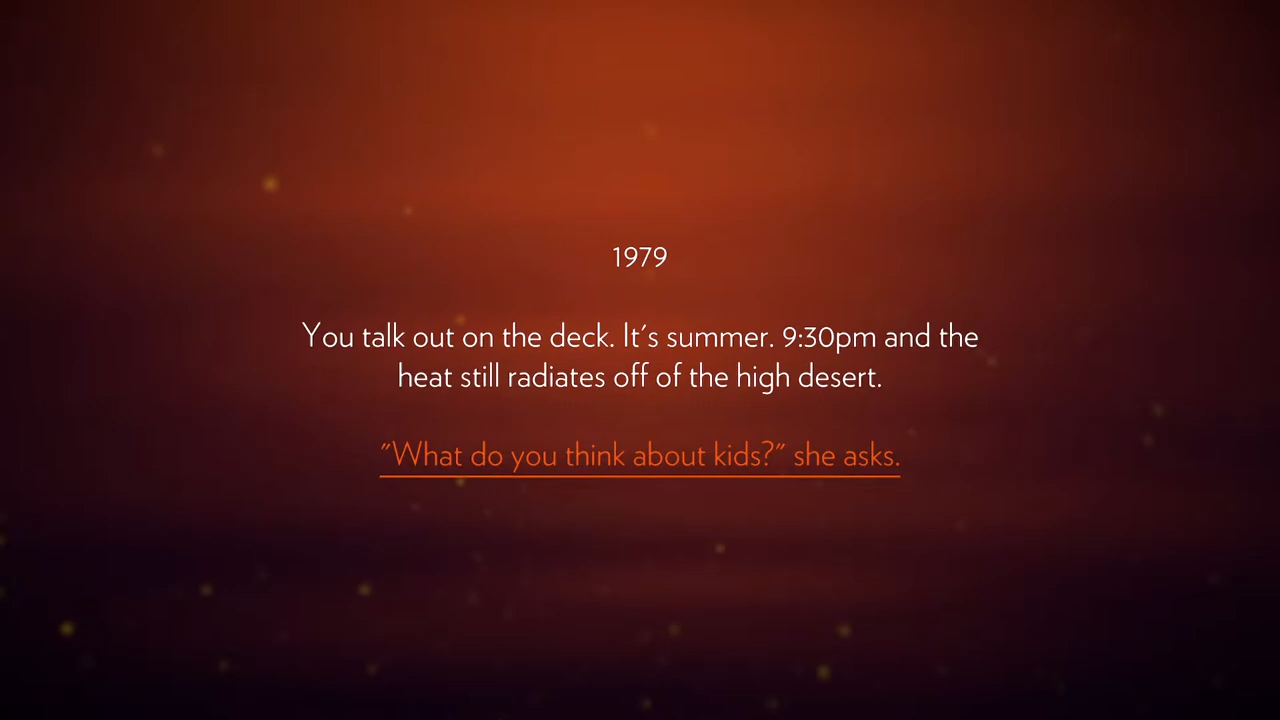 1979
You talk out on the deck. It's summer. 9:30pm and the
heat still radiates off of the high desert.
"What do you think about kids?" she asks.